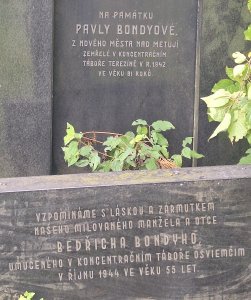 NA PAMÁTKU
PAVLY BONDYOVÉ,
Z NOVÉHO MĚSTA NAD METUJÍ
ZEMŘELÉ V KONCENTRAČNÍM
TÁBOŘE TEREZÍNĚ V R. 1942
VE VĚKU 81 ROKŮ.
VZPOMÍNÁME S LÁSKOU A ZÁRMUTKEM
NAŠEHO MILOVANÉHO MANŽELA A OTCE
BEDŘICHA BONDYHO
UMUČENÉHO V KONCENTRAČNÍM TÁBOŘE OSVIEMČÍM
V ŘÍJNU 1944 VE VĚKU 55 LET